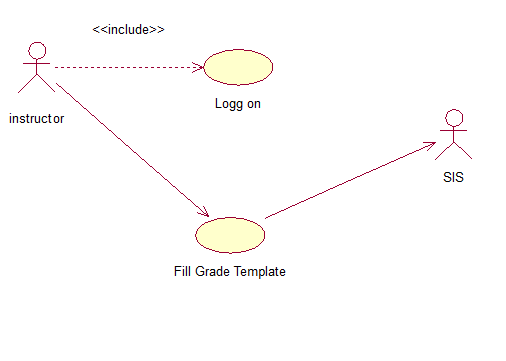 <<include>>
Logg on
instructor
SIS
Fill Grade Template